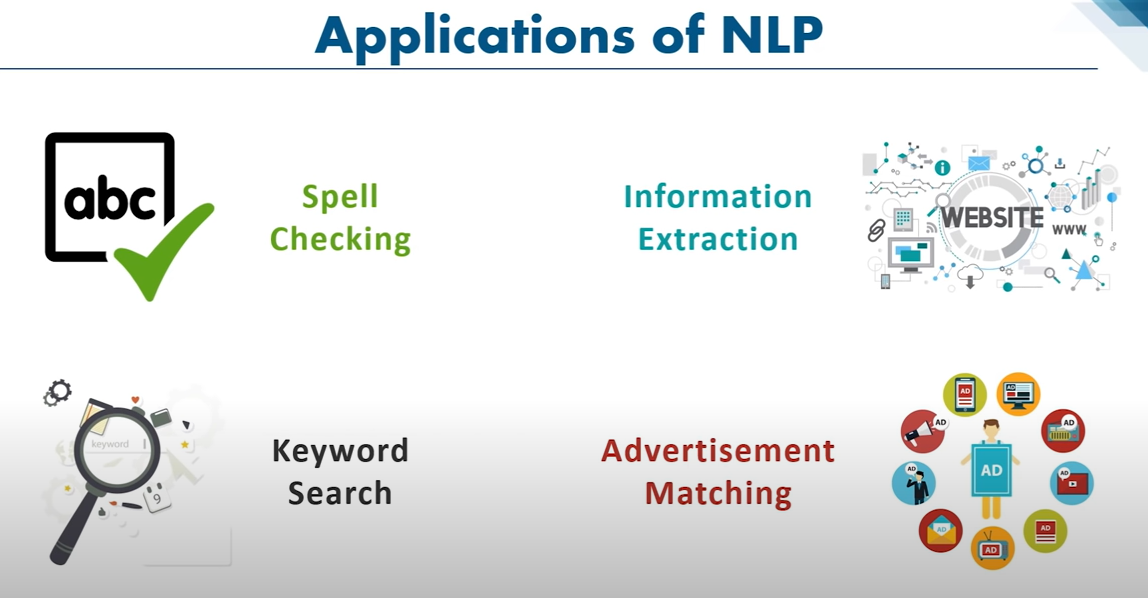 Applications of NLP
abc
Spell
Checking
Information
Extraction
WEBSITE
www
i
keyword
9
Keyword
Search
Advertisement
Matching
AD
AD
AD
AD
AD
AD
AD
AD
AD
AD